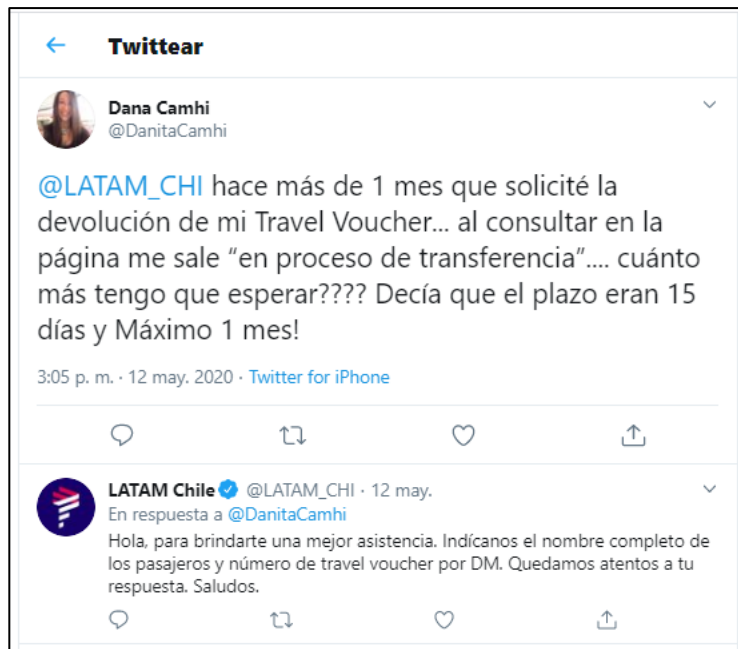 Twittear
Dana Camhi
@DanitaCamhi
@LATAM_CHI hace más de 1 mes que solicité la
devolución de mi Travel Voucher... al consultar en la
página me sale “en proceso de transferencia”.... cuánto
más tengo que esperar???? Decía que el plazo eran 15
días y Máximo 1 mes!
3:05 p. m. · 12 may. 2020 · Twitter for iPhone
LATAM Chile @LATAM_CHI · 12 may.
En respuesta a @DanitaCamhi
Hola, para brindarte una mejor asistencia. Indícanos el nombre completo de
los pasajeros y número de travel voucher por DM. Quedamos atentos a tu
respuesta. Saludos.